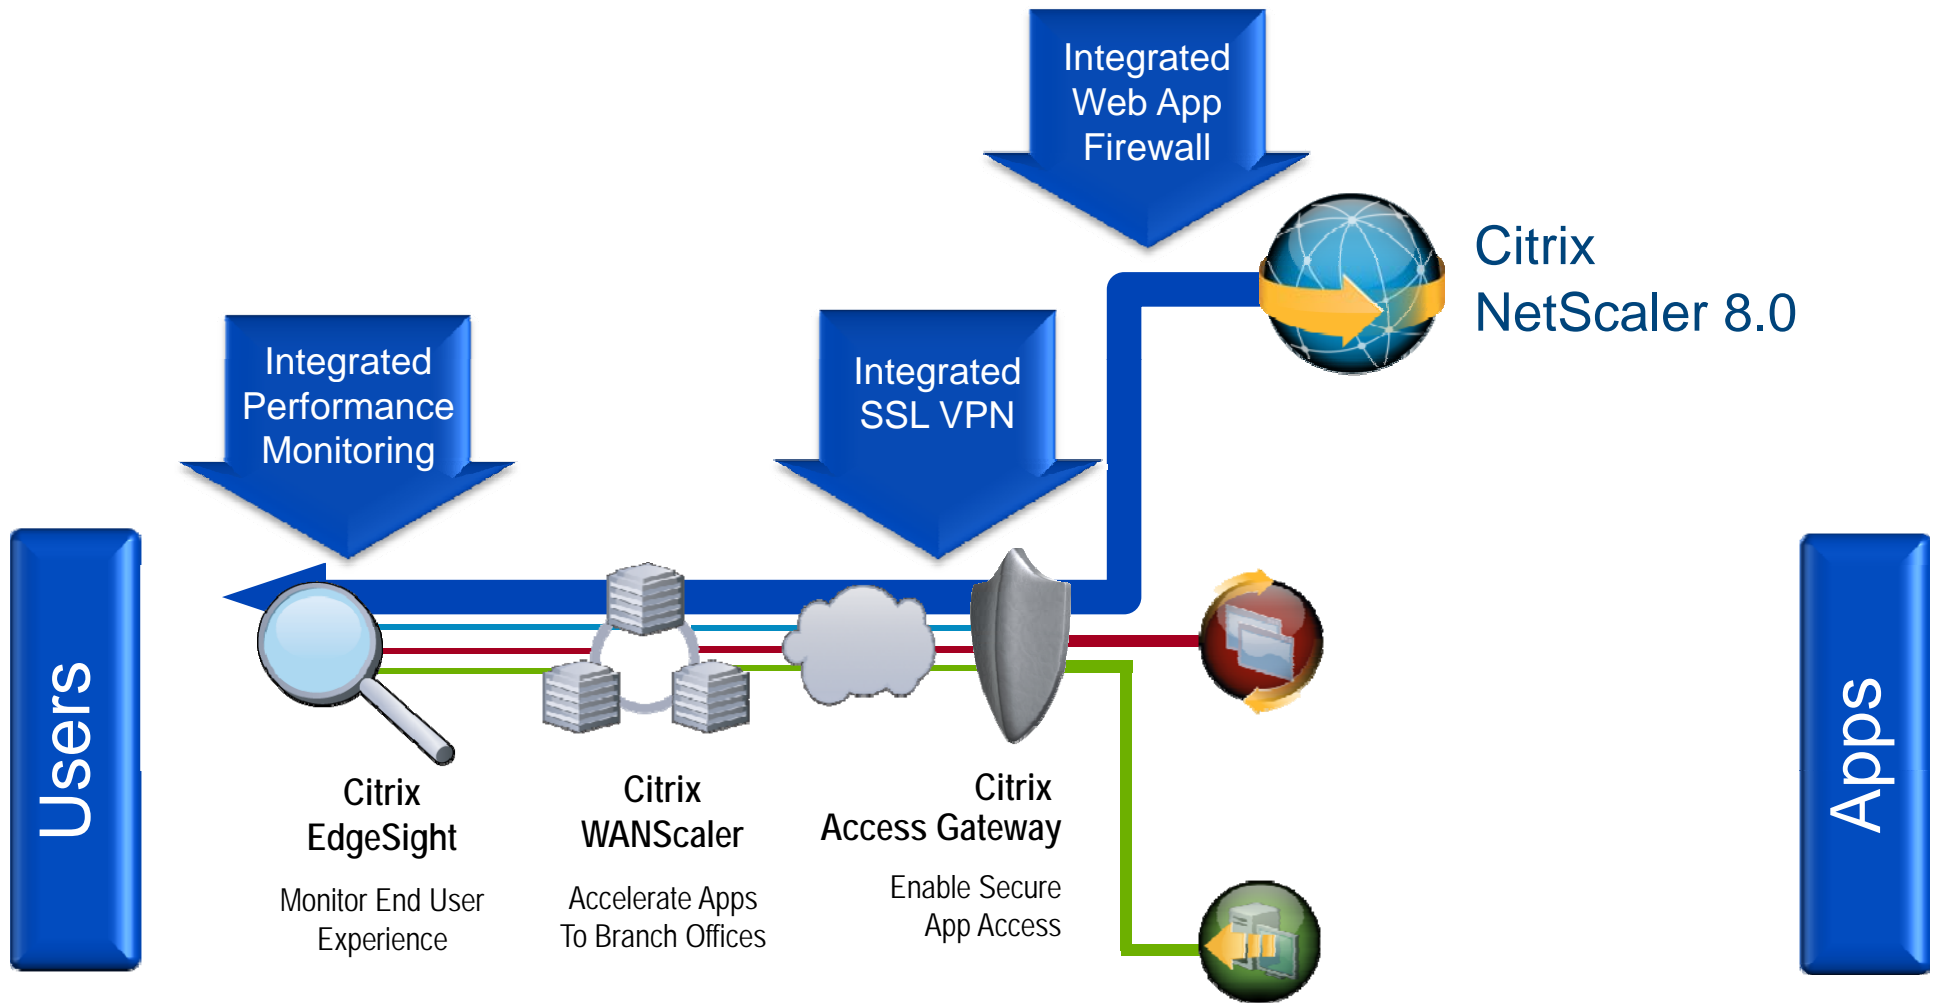 Integrated
Web App
Firewall
Citrix
NetScaler 8.0
Integrated
Performance
Monitoring
Integrated
SSL VPN
Users
Apps
Citrix
EdgeSight
Monitor End User
Experience
Citrix
WANScaler
Accelerate Apps
To Branch Offices
Citrix
Access Gateway
Enable Secure
App Access